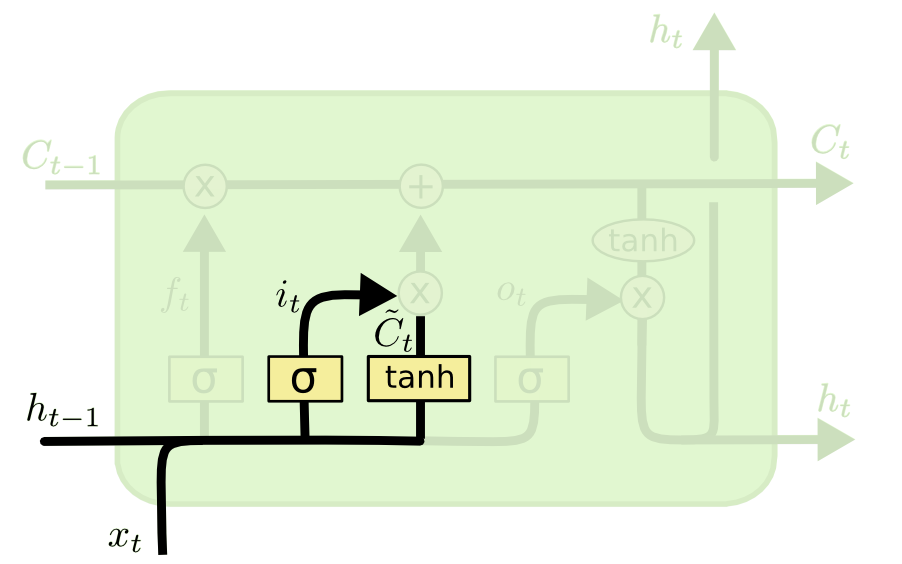 h_t
C_{t-1}
C_t
x
+
tanh
f_t
i_t
x
o_t
x
C̃_t
σ
σ
tanh
σ
h_{t-1}
h_t
x_t